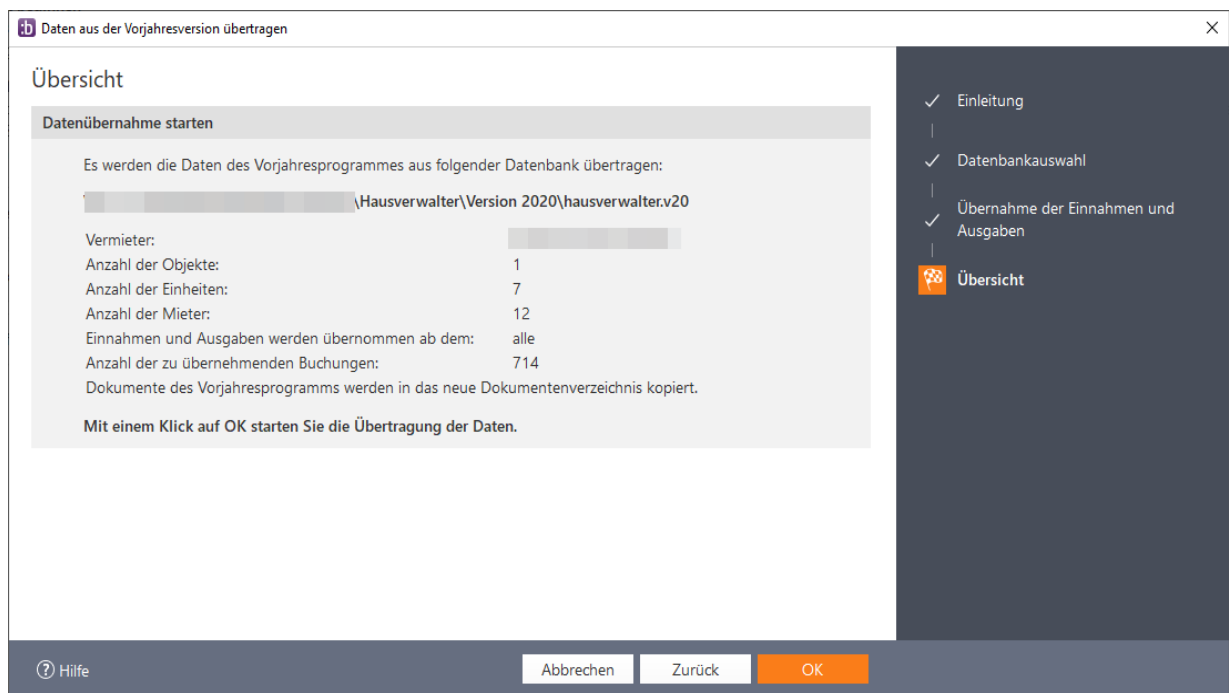 :b Daten aus der Vorjahresversion übertragen
Übersicht
Datenübernahme starten
Es werden die Daten des Vorjahresprogrammes aus folgender Datenbank übertragen:
\Hausverwalter\Version 2020\hausverwalter.v20
Vermieter:
Anzahl der Objekte: 1
Anzahl der Einheiten: 7
Anzahl der Mieter: 12
Einnahmen und Ausgaben werden übernommen ab dem: alle
Anzahl der zu übernehmenden Buchungen: 714
Dokumente des Vorjahresprogramms werden in das neue Dokumentenverzeichnis kopiert.
Mit einem Klick auf OK starten Sie die Übertragung der Daten.
Einleitung
Datenbankauswahl
Übernahme der Einnahmen und
Ausgaben
Übersicht
? Hilfe
Abbrechen
Zurück
OK